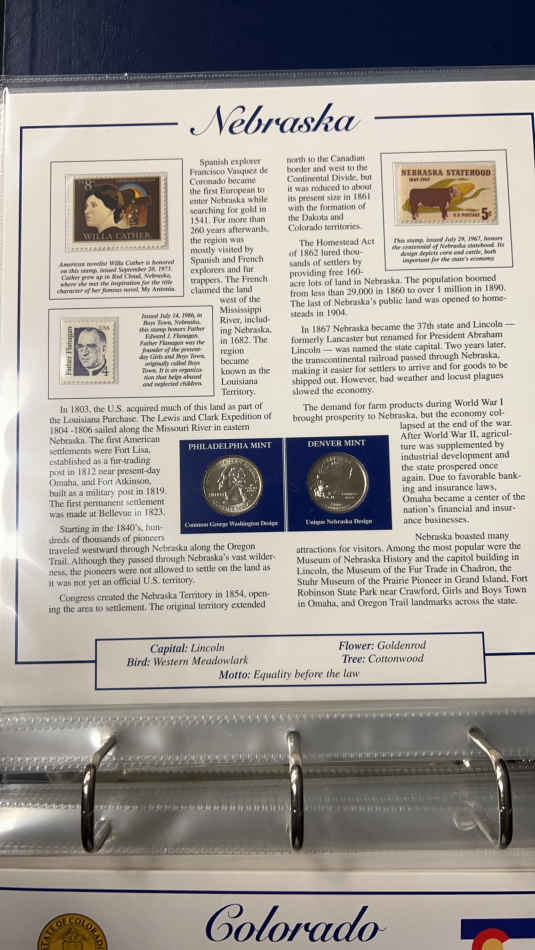 Nebraska
8¢
WILLA CATHER
American novelist Willa Cather is honored
on this stamp, issued September 20, 1973.
Cather grew up in Red Cloud, Nebraska,
where she met the inspiration for the title
character of her famous novel, My Antonia.
Spanish explorer
Francisco Vasquez de
Coronado became
the first European to
enter Nebraska while
searching for gold in
1541. For more than
260 years afterwards,
the region was
mostly visited by
Spanish and French
explorers and fur
trappers. The French
claimed the land
west of the
Mississippi
River, includ-
ing Nebraska,
in 1682. The
region
became
known as the
Louisiana
Territory.
Father Flanagan
USA
4
Issued July 14, 1986, in
Boys Town, Nebraska,
this stamp honors Father
Edward J. Flanagan.
Father Flanagan was the
founder of the present-
day Girls and Boys Town,
originally called Boys
Town. It is an organiza-
tion that helps abused
and neglected children.
In 1803, the U.S. acquired much of this land as part of
the Louisiana Purchase. The Lewis and Clark Expedition of
1804 -1806 sailed along the Missouri River in eastern
Nebraska. The first American
settlements were Fort Lisa,
established as a fur-trading
post in 1812 near present-day
Omaha, and Fort Atkinson,
built as a military post in 1819.
The first permanent settlement
was made at Bellevue in 1823.
Starting in the 1840's, hun-
dreds of thousands of pioneers
traveled westward through Nebraska along the Oregon
Trail. Although they passed through Nebraska's vast wilder-
ness, the pioneers were not allowed to settle on the land as
it was not yet an official U.S. territory.
Congress created the Nebraska Territory in 1854, open-
ing the area to settlement. The original territory extended
north to the Canadian
border and west to the
Continental Divide, but
it was reduced to about
its present size in 1861
with the formation of
the Dakota and
Colorado territories.
NEBRASKA STATEHOOD
1867-1967
U.S. POSTAGE
5¢
This stamp, issued July 29, 1967, honors
the centennial of Nebraska statehood. Its
design depicts corn and cattle, both
important for the state's economy
The Homestead Act
of 1862 lured thou-
sands of settlers by
providing free 160-
acre lots of land in Nebraska. The population boomed
from less than 29,000 in 1860 to over 1 million in 1890.
The last of Nebraska's public land was opened to home-
steads in 1904.
In 1867 Nebraska became the 37th state and Lincoln —
formerly Lancaster but renamed for President Abraham
Lincoln — was named the state capital. Two years later,
the transcontinental railroad passed through Nebraska,
making it easier for settlers to arrive and for goods to be
shipped out. However, bad weather and locust plagues
slowed the economy.
The demand for farm products during World War I
brought prosperity to Nebraska, but the economy col-
lapsed at the end of the war.
After World War II, agricul-
ture was supplemented by
industrial development and
the state prospered once
again. Due to favorable bank-
ing and insurance laws,
Omaha became a center of the
nation's financial and insur-
ance businesses.
Nebraska boasted many
attractions for visitors. Among the most popular were the
Museum of Nebraska History and the capitol building in
Lincoln, the Museum of the Fur Trade in Chadron, the
Stuhr Museum of the Prairie Pioneer in Grand Island, Fort
Robinson State Park near Crawford, Girls and Boys Town
in Omaha, and Oregon Trail landmarks across the state.
PHILADELPHIA MINT
Common George Washington Design
DENVER MINT
Unique Nebraska Design
Capital: Lincoln
Flower: Goldenrod
Bird: Western Meadowlark
Tree: Cottonwood
Motto: Equality before the law
STATE OF COLORADO
Colorado